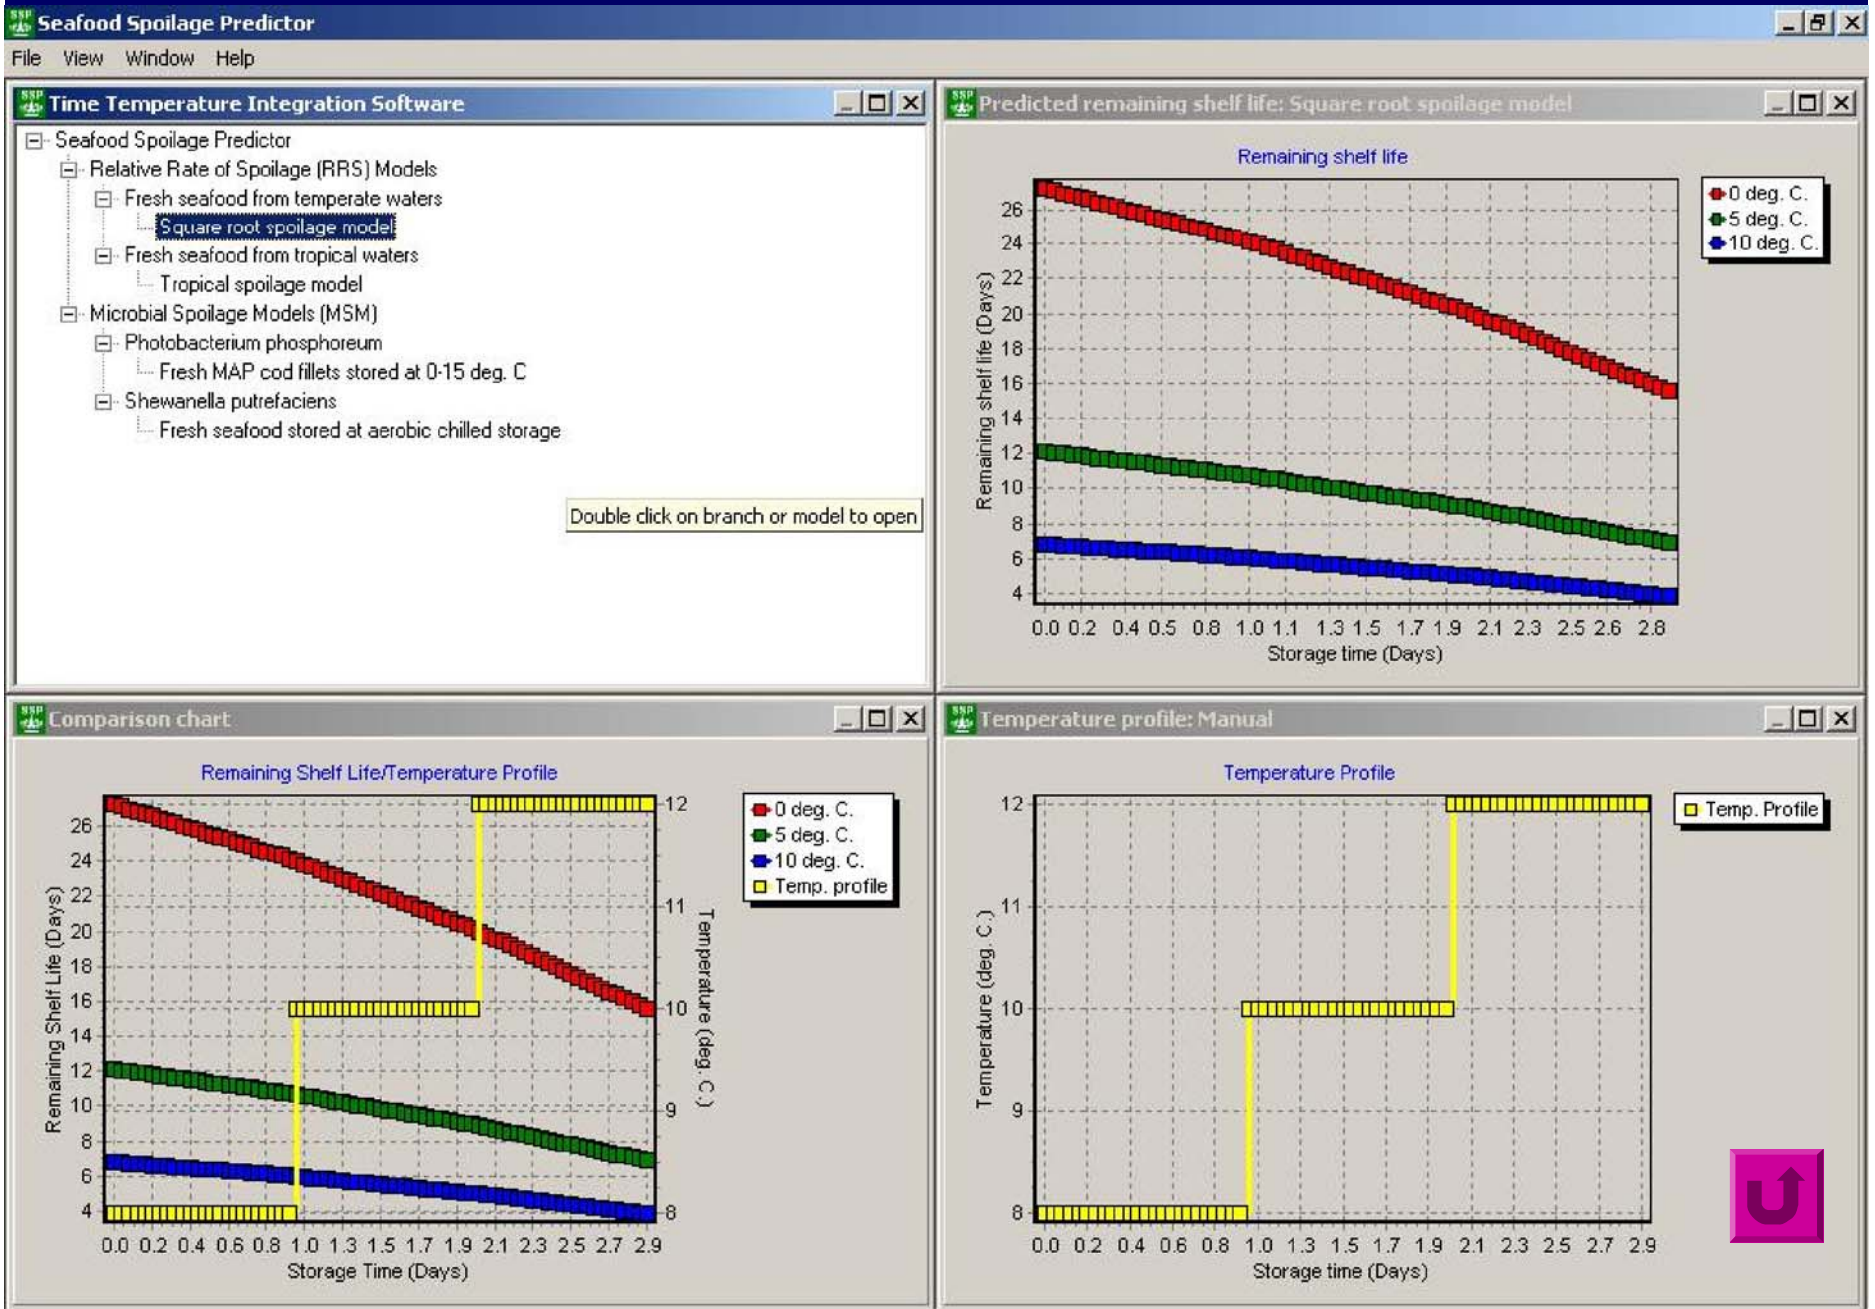 Seafood Spoilage Predictor
File View Window Help
Time Temperature Integration Software
Seafood Spoilage Predictor
Relative Rate of Spoilage (RRS) Models
Fresh seafood from temperate waters
Square root spoilage model
Fresh seafood from tropical waters
Tropical spoilage model
Microbial Spoilage Models (MSM)
Photobacterium phosphoreum
Fresh MAP cod fillets stored at 0-15 deg. C
Shewanella putrefaciens
Fresh seafood stored at aerobic chilled storage
Double click on branch or model to open
Predicted remaining shelf life: Square root spoilage model
Remaining shelf life
0 deg. C.
5 deg. C.
10 deg. C.
Remaining shelf life (Days)
26
24
22
20
18
16
14
12
10
8
6
4
0.0 0.2 0.4 0.5 0.8 1.0 1.1 1.3 1.5 1.7 1.9 2.1 2.3 2.5 2.6 2.8
Storage time (Days)
Comparison chart
Remaining Shelf Life/Temperature Profile
0 deg. C.
5 deg. C.
10 deg. C.
Temp. profile
Remaining Shelf Life (Days)
26
24
22
20
18
16
14
12
10
8
6
4
12
11
10
9
8
Temperature (deg. C.)
0.0 0.2 0.4 0.6 0.8 1.0 1.3 1.5 1.7 1.9 2.1 2.3 2.5 2.7 2.9
Storage Time (Days)
Temperature profile: Manual
Temperature Profile
Temp. Profile
Temperature (deg. C.)
12
11
10
9
8
0.0 0.2 0.4 0.6 0.8 1.0 1.3 1.5 1.7 1.9 2.1 2.3 2.5 2.7 2.9
Storage time (Days)